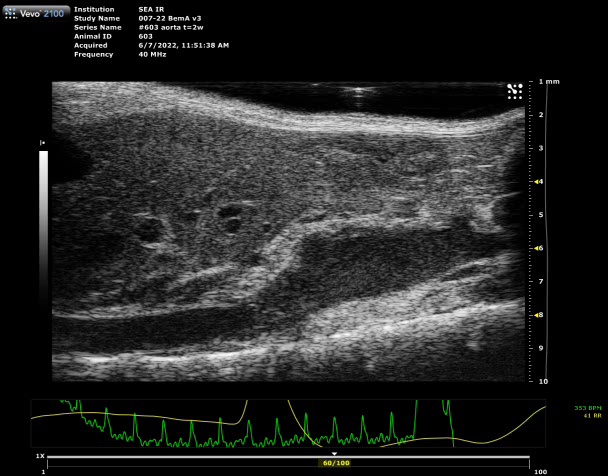 Vevo 2100
Institution SEA IR
Study Name 007-22 BemA v3
Series Name #603 aorta t=2w
Animal ID 603
Acquired 6/7/2022, 11:51:38 AM
Frequency 40 MHz
1 mm
2
3
4
5
6
7
8
9
10
353 BPM
41 RR
1X
60/100
1
100